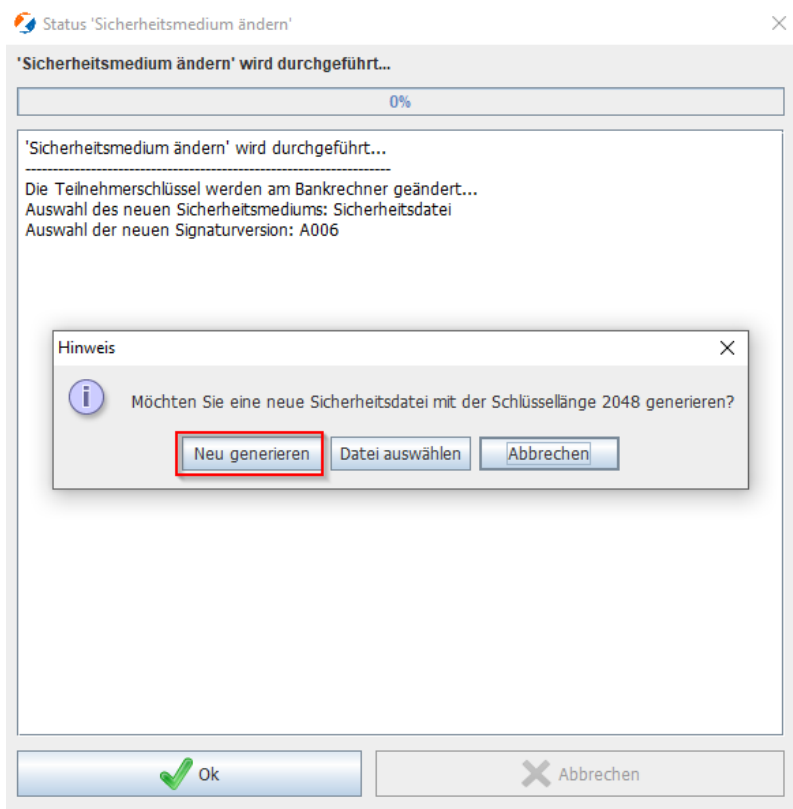 Status 'Sicherheitsmedium ändern'
'Sicherheitsmedium ändern' wird durchgeführt...
0%
'Sicherheitsmedium ändern' wird durchgeführt...
--------------------------------------------------------------------
Die Teilnehmerschlüssel werden am Bankrechner geändert...
Auswahl des neuen Sicherheitsmediums: Sicherheitsdatei
Auswahl der neuen Signaturversion: A006
Hinweis
Möchten Sie eine neue Sicherheitsdatei mit der Schlüssellänge 2048 generieren?
Neu generieren Datei auswählen Abbrechen
Ok Abbrechen